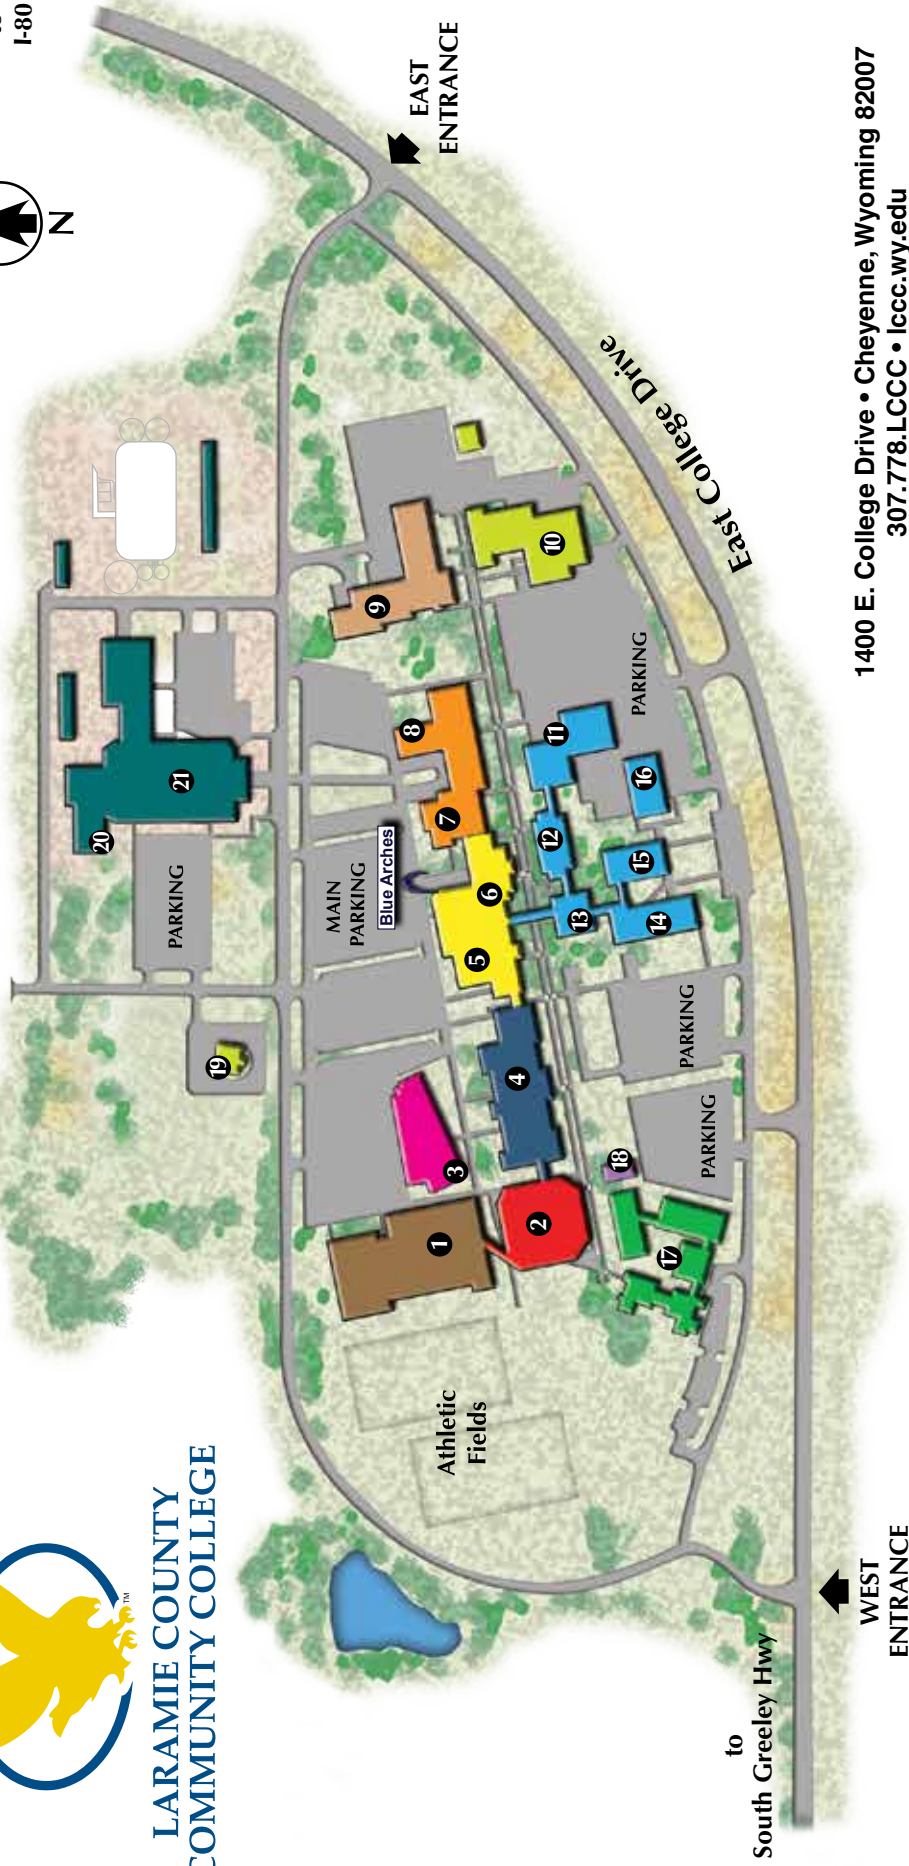 I-80
N
EAST
ENTRANCE
LARAMIE COUNTY
COMMUNITY COLLEGE
TM
20
21
PARKING
19
MAIN
PARKING
Blue Arches
9
10
8
7
6
5
4
3
2
1
11
12
13
14
15
16
17
18
PARKING
PARKING
PARKING
Athletic
Fields
East College Drive
to
South Greeley Hwy
WEST
ENTRANCE
1400 E. College Drive • Cheyenne, Wyoming 82007
307.778.LCCC • lccc.wy.edu